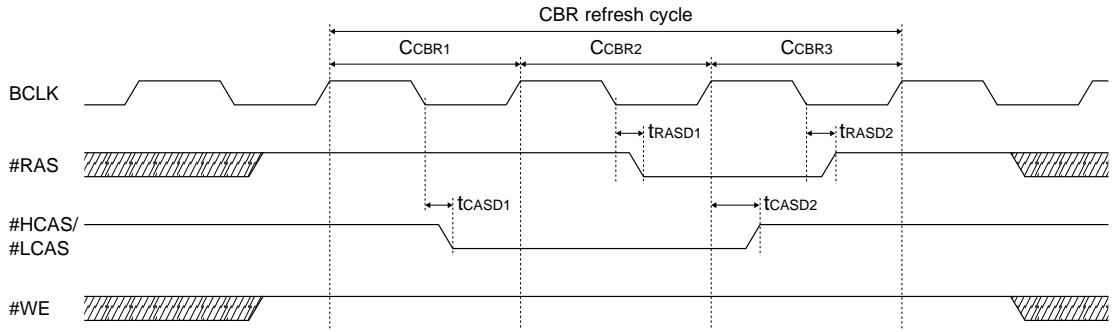 CBR refresh cycle
CCBR1 CCBR2 CCBR3
BCLK
tRASD1 tRASD2
#RAS
tCASD1 tCASD2
#HCAS/
#LCAS
#WE